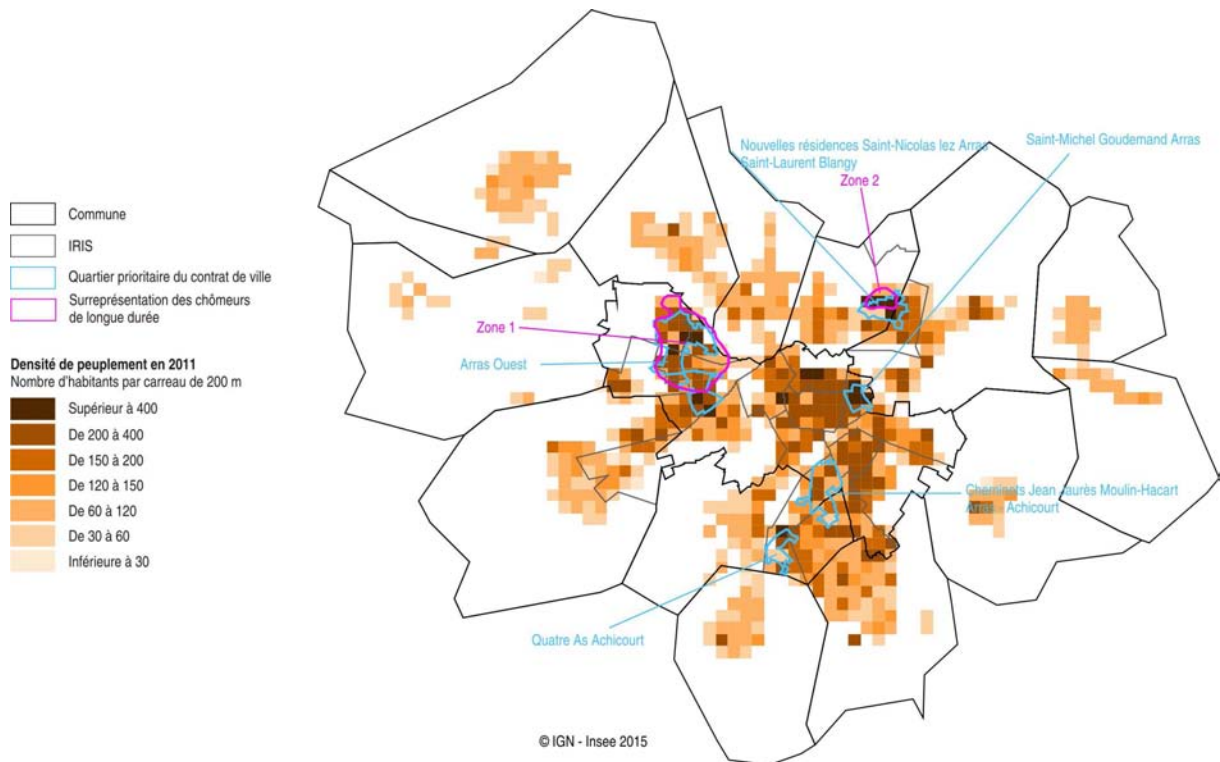 Nouvelles résidences Saint-Nicolas lez Arras
Saint-Laurent Blangy
Saint-Michel Goudemand Arras
Zone 2
Commune
IRIS
Quartier prioritaire du contrat de ville
Surreprésentation des chômeurs
de longue durée
Zone 1
Arras Ouest
Densité de peuplement en 2011
Nombre d'habitants par carreau de 200 m
Supérieur à 400
De 200 à 400
De 150 à 200
De 120 à 150
De 60 à 120
De 30 à 60
Inférieure à 30
Cheminots Jean Jaurès Moulin-Hacart
Arras - Achicourt
Quatre As Achicourt
© IGN - Insee 2015